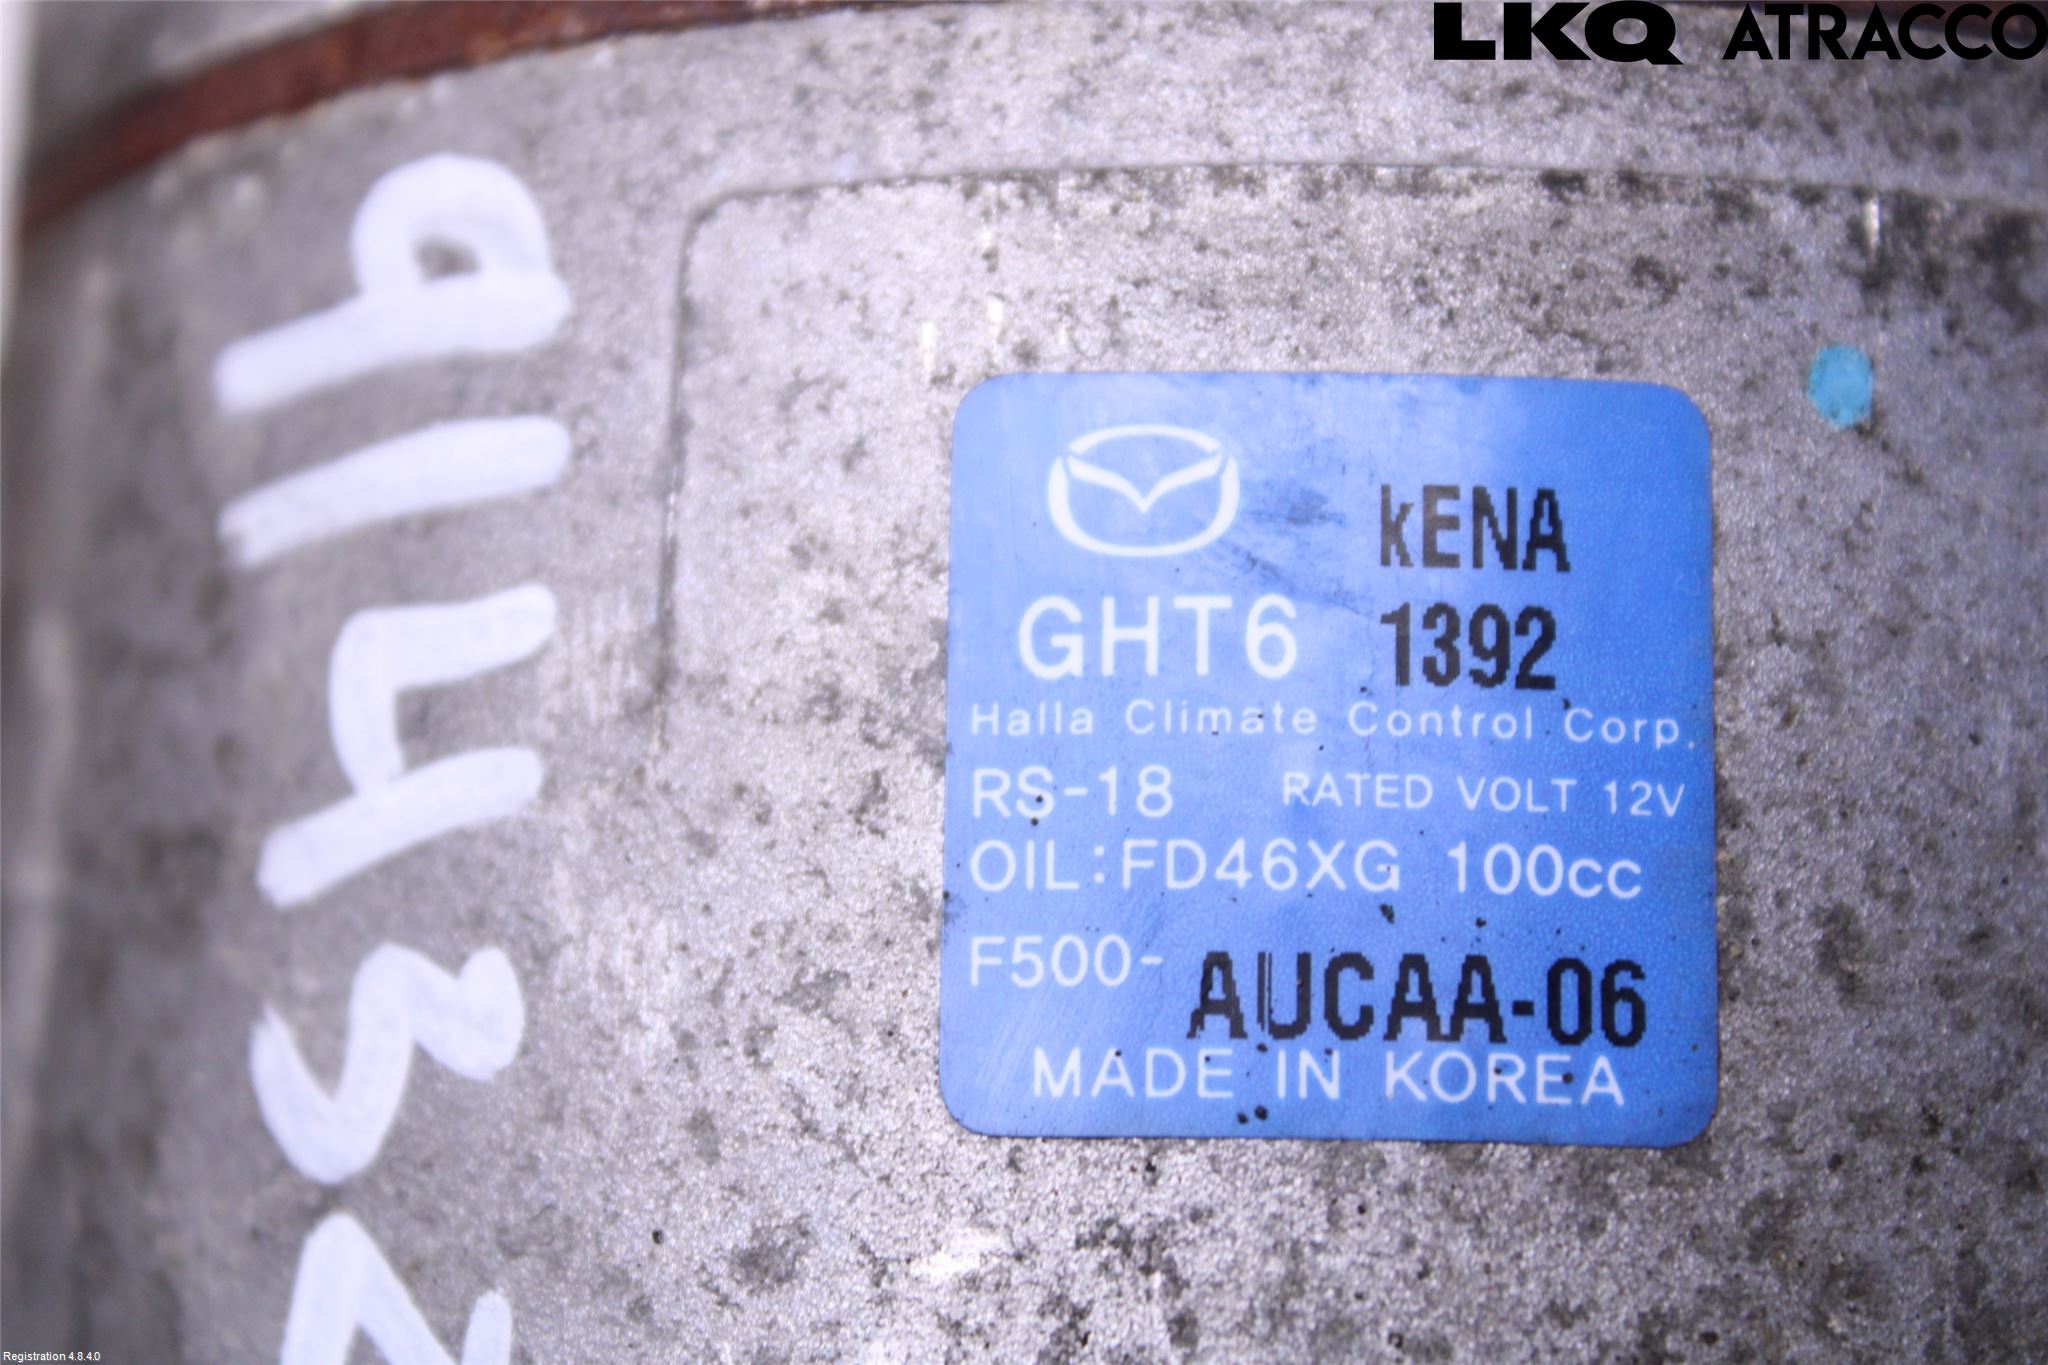 LKQ ATRACCO
91432
kENA
GHT6 1392
Halla Climate Control Corp.
RS-18 RATED VOLT 12V
OIL:FD46XG 100cc
F500-AUCAA-06
MADE IN KOREA
Registration 4.8.4.0